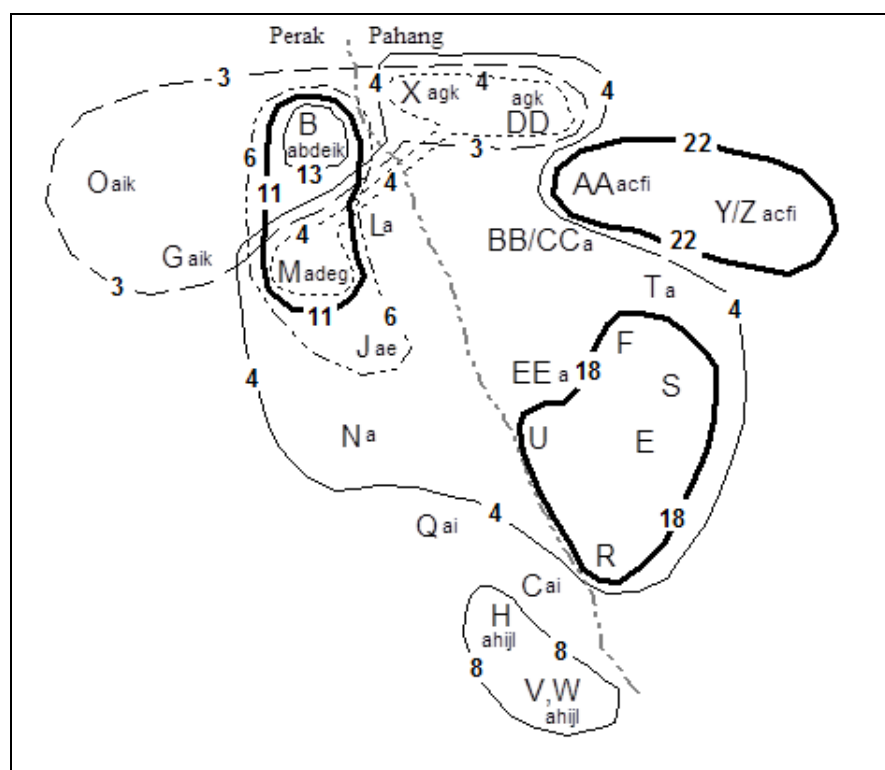 Perak Pahang
3 4 X agk 4 agk DD 4
B abdeik 13
6
22
3
O aik
11
4
AA acfi
Y/Z acfi
4
L a
BB/CC a
22
G aik
M adeg
T a
3
11
6
4
J ae
F
4
EE a 18
S
N a
U
E
Q ai
4
18
R
C ai
H ahijl
8
8
V,W ahijl